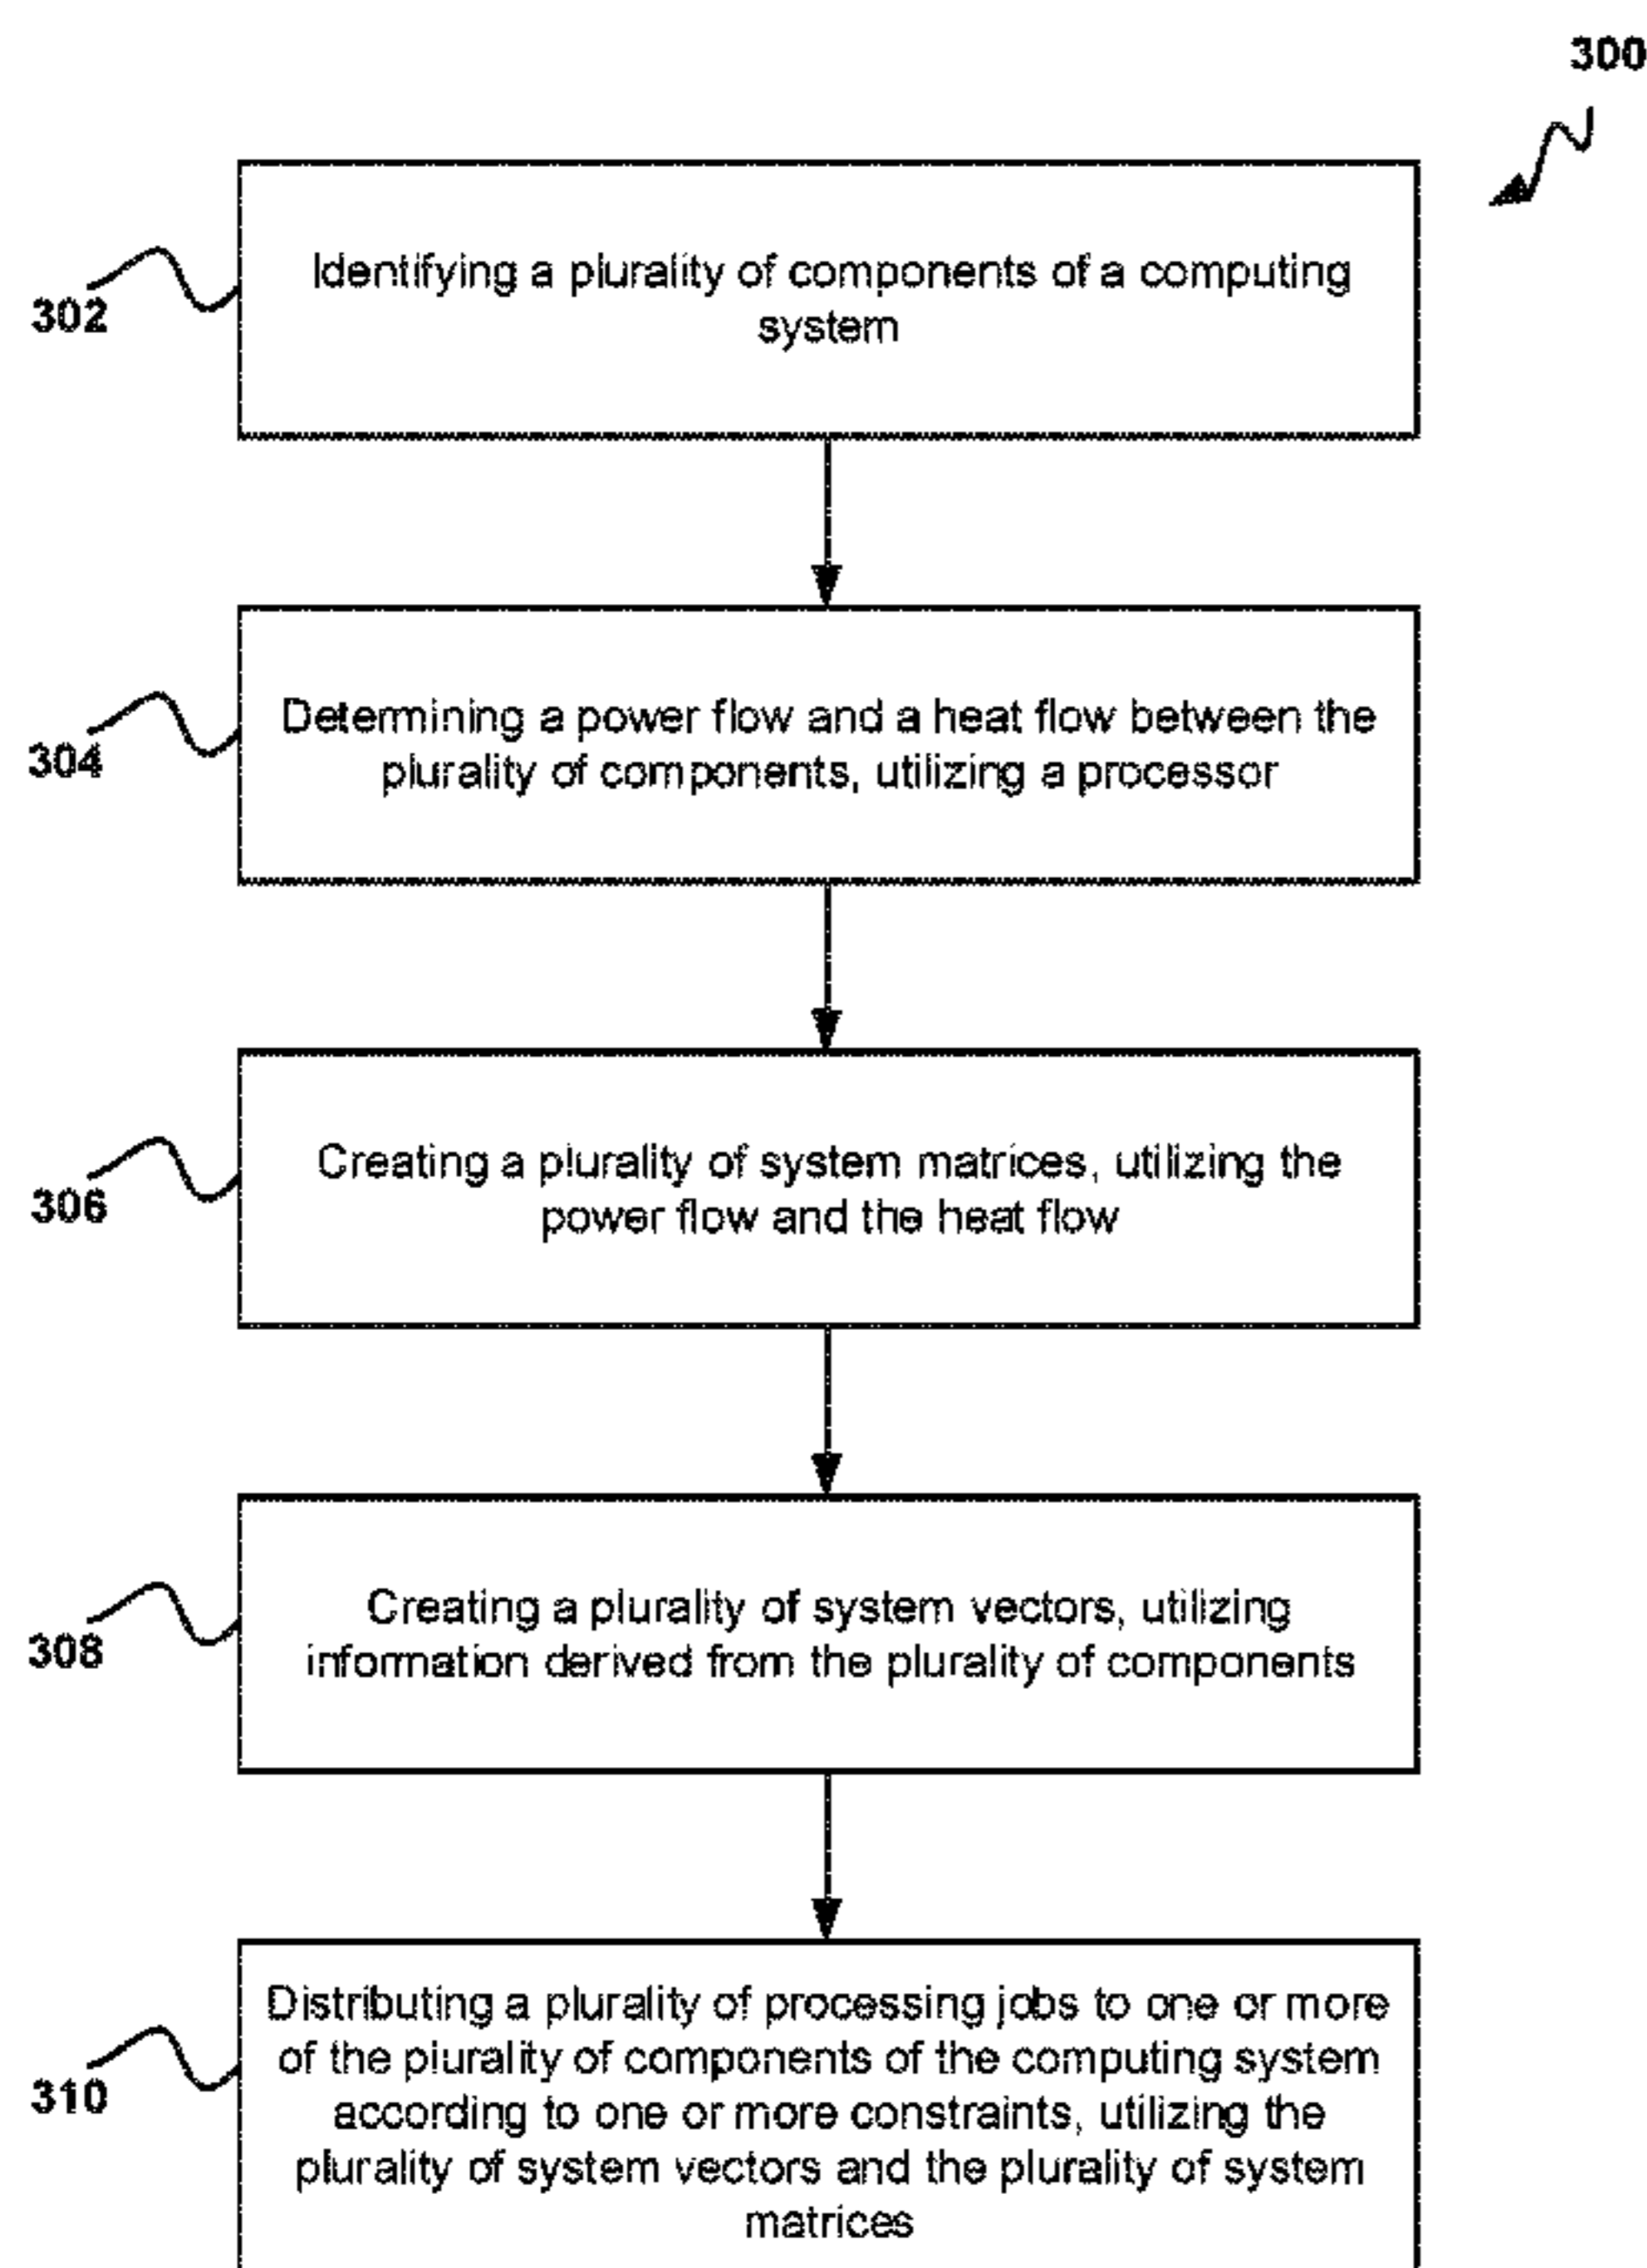 300
302
Identifying a plurality of components of a computing
system
304
Determining a power flow and a heat flow between the
plurality of components, utilizing a processor
306
Creating a plurality of system matrices, utilizing the
power flow and the heat flow
308
Creating a plurality of system vectors, utilizing
information derived from the plurality of components
310
Distributing a plurality of processing jobs to one or more
of the plurality of components of the computing system
according to one or more constraints, utilizing the
plurality of system vectors and the plurality of system
matrices